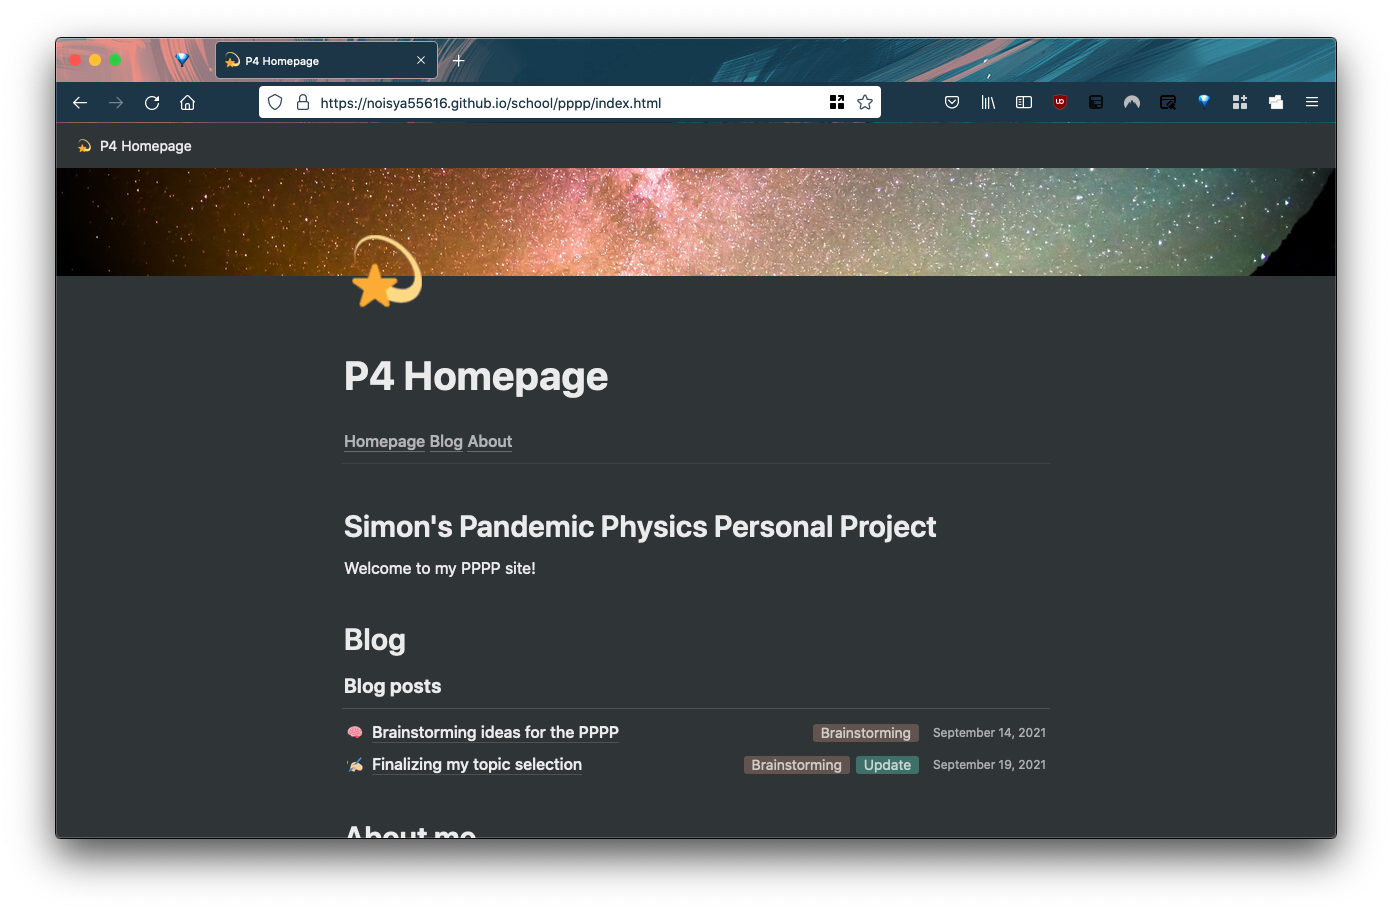 P4 Homepage
https://noisya55616.github.io/school/pppp/index.html
P4 Homepage
P4 Homepage
Homepage Blog About
Simon's Pandemic Physics Personal Project
Welcome to my PPPP site!
Blog
Blog posts
Brainstorming ideas for the PPPP Brainstorming September 14, 2021
Finalizing my topic selection Brainstorming Update September 19, 2021
About me